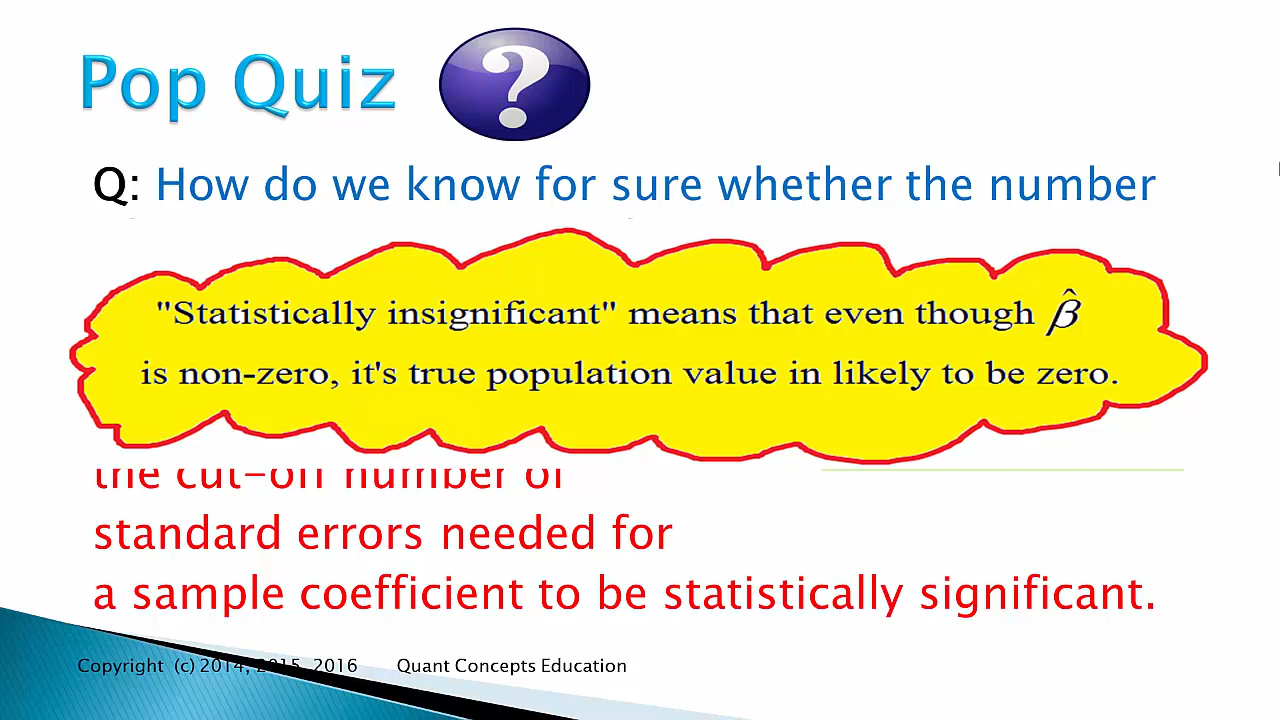 Pop Quiz ?
Q: How do we know for sure whether the number
"Statistically insignificant" means that even though β̂
is non-zero, it's true population value in likely to be zero.
the cut-off number of
standard errors needed for
a sample coefficient to be statistically significant.
Copyright (c) 2014, 2015, 2016 Quant Concepts Education